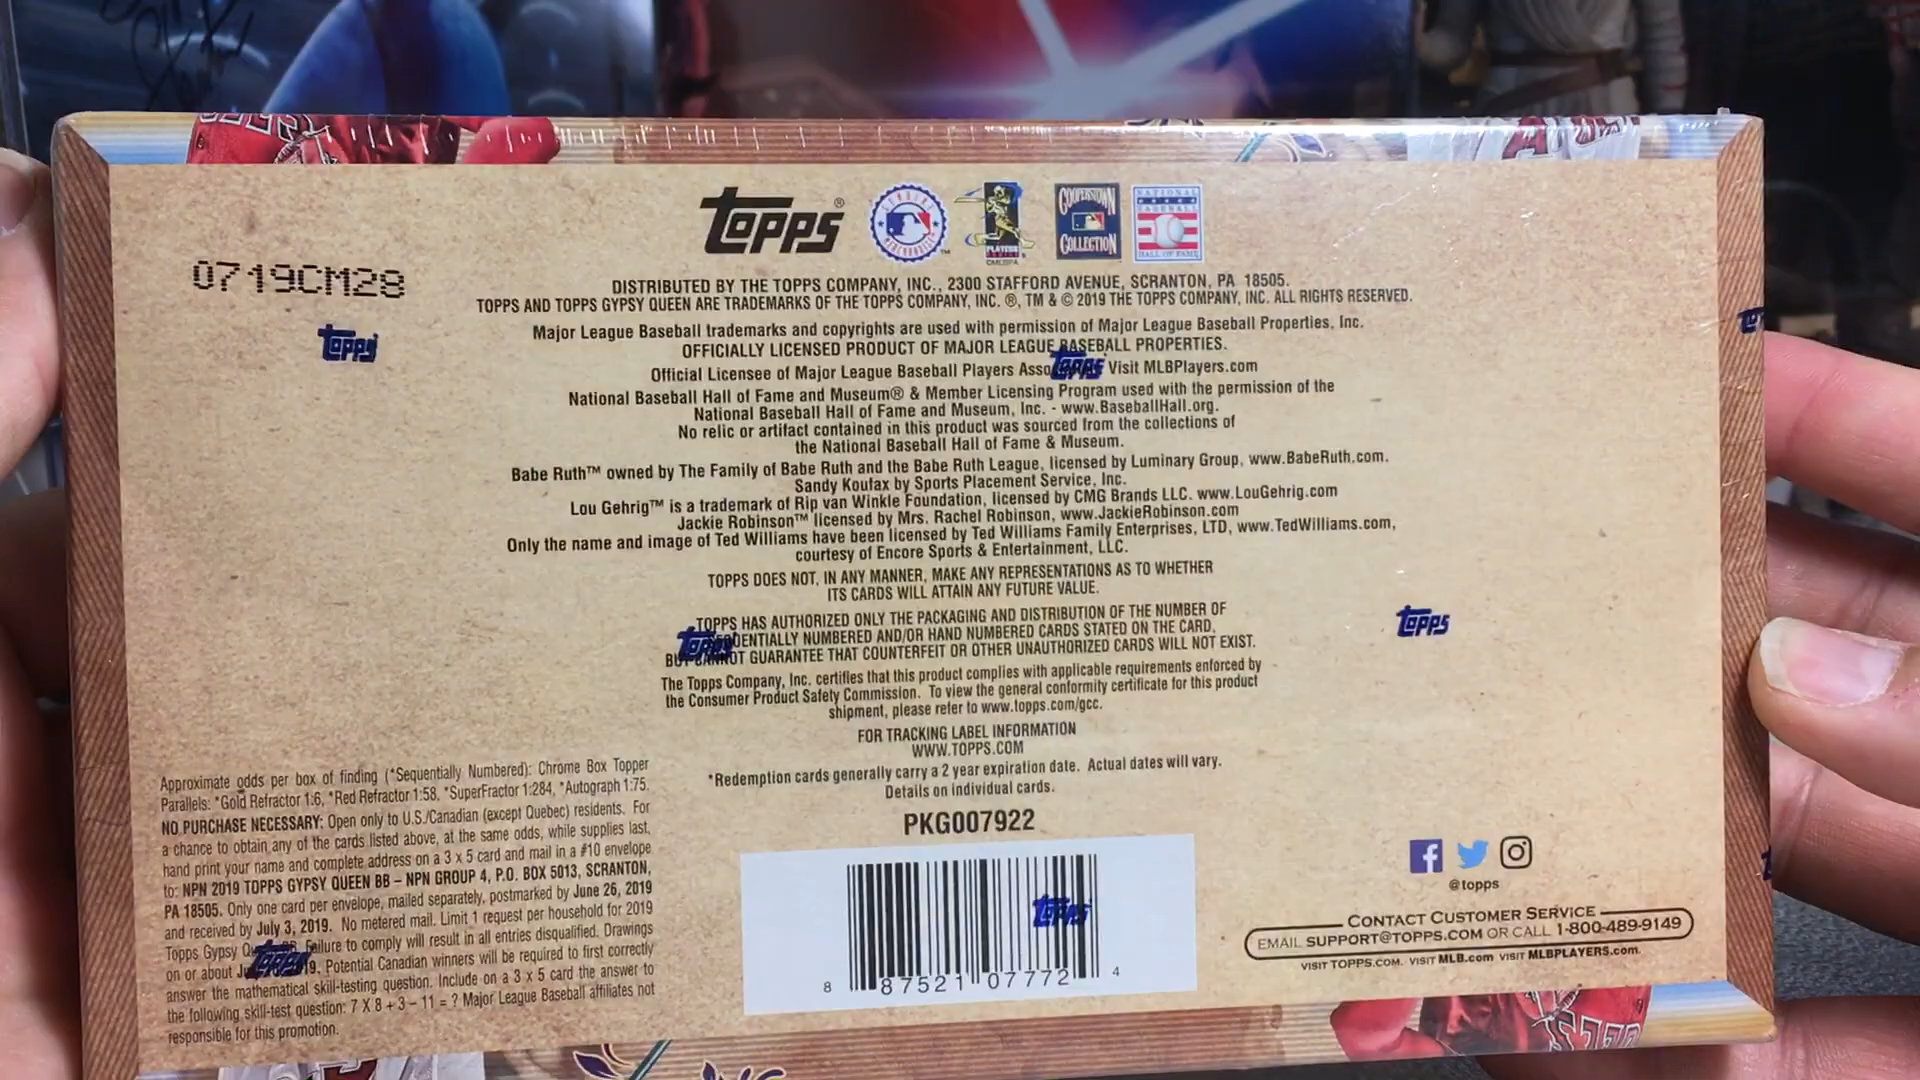 TOPPS®
COOPERSTOWN
COLLECTION
NATIONAL
BASEBALL
HALL OF FAME
0719CM28
DISTRIBUTED BY THE TOPPS COMPANY, INC., 2300 STAFFORD AVENUE, SCRANTON, PA 18505.
TOPPS AND TOPPS GYPSY QUEEN ARE TRADEMARKS OF THE TOPPS COMPANY, INC. ®, TM & © 2019 THE TOPPS COMPANY, INC. ALL RIGHTS RESERVED.
Major League Baseball trademarks and copyrights are used with permission of Major League Baseball Properties, Inc.
OFFICIALLY LICENSED PRODUCT OF MAJOR LEAGUE BASEBALL PROPERTIES.
Official Licensee of Major League Baseball Players Visit MLBPlayers.com
National Baseball Hall of Fame and Museum® & Member Licensing Program used with the permission of the
National Baseball Hall of Fame and Museum, Inc. - www.BaseballHall.org.
No relic or artifact contained in this product was sourced from the collections of
the National Baseball Hall of Fame & Museum.
Babe Ruth™ owned by The Family of Babe Ruth and the Babe Ruth League, licensed by Luminary Group, www.BabeRuth.com.
Sandy Koufax by Sports Placement Service, Inc.
Lou Gehrig™ is a trademark of Rip van Winkle Foundation, licensed by CMG Brands LLC. www.LouGehrig.com
Jackie Robinson™ licensed by Mrs. Rachel Robinson, www.JackieRobinson.com
Only the name and image of Ted Williams have been licensed by Ted Williams Family Enterprises, LTD, www.TedWilliams.com,
courtesy of Encore Sports & Entertainment, LLC.
TOPPS DOES NOT, IN ANY MANNER, MAKE ANY REPRESENTATIONS AS TO WHETHER
ITS CARDS WILL ATTAIN ANY FUTURE VALUE.
TOPPS HAS AUTHORIZED ONLY THE PACKAGING AND DISTRIBUTION OF THE NUMBER OF
SEQUENTIALLY NUMBERED AND/OR HAND NUMBERED CARDS STATED ON THE CARD,
BUT CANNOT GUARANTEE THAT COUNTERFEIT OR OTHER UNAUTHORIZED CARDS WILL NOT EXIST.
The Topps Company, Inc. certifies that this product complies with applicable requirements enforced by
the Consumer Product Safety Commission. To view the general conformity certificate for this product
shipment, please refer to www.topps.com/gcc.
FOR TRACKING LABEL INFORMATION
WWW.TOPPS.COM
*Redemption cards generally carry a 2 year expiration date. Actual dates will vary.
Details on individual cards.
PKG007922
8 87521 07772 4
Approximate odds per box of finding (*Sequentially Numbered): Chrome Box Topper
Parallels: *Gold Refractor 1:6, *Red Refractor 1:58, *SuperFractor 1:284, *Autograph 1:75.
NO PURCHASE NECESSARY: Open only to U.S./Canadian (except Quebec) residents. For
a chance to obtain any of the cards listed above, at the same odds, while supplies last,
hand print your name and complete address on a 3 x 5 card and mail in a #10 envelope
to: NPN 2019 TOPPS GYPSY QUEEN BB – NPN GROUP 4, P.O. BOX 5013, SCRANTON,
PA 18505. Only one card per envelope, mailed separately, postmarked by June 26, 2019
and received by July 3, 2019. No metered mail. Limit 1 request per household for 2019
Topps Gypsy Failure to comply will result in all entries disqualified. Drawings
on or about Potential Canadian winners will be required to first correctly
answer the mathematical skill-testing question. Include on a 3 x 5 card the answer to
the following skill-test question: 7 X 8 + 3 – 11 = ? Major League Baseball affiliates not
responsible for this promotion.
@topps
CONTACT CUSTOMER SERVICE
EMAIL SUPPORT@TOPPS.COM OR CALL 1-800-489-9149
VISIT TOPPS.COM. VISIT MLB.com VISIT MLBPLAYERS.com.
TOPPS
TOPPS
TOPPS
TOPPS
TOPPS
TOPPS